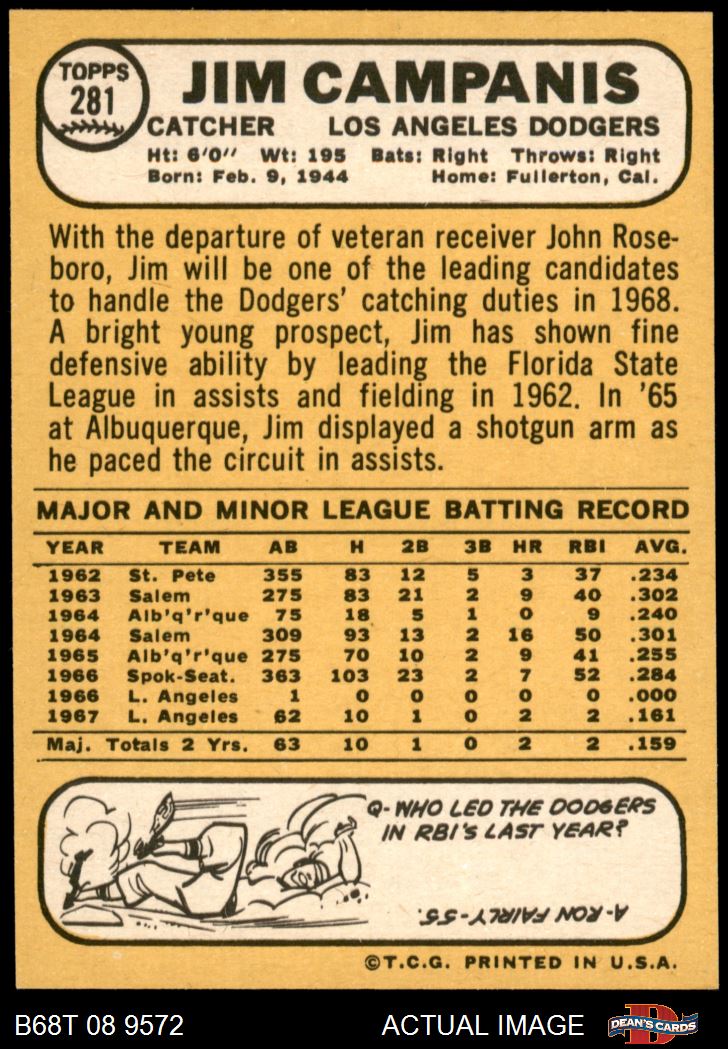 TOPPS
281
JIM CAMPANIS
CATCHER LOS ANGELES DODGERS
Ht: 6'0" Wt: 195 Bats: Right Throws: Right
Born: Feb. 9, 1944 Home: Fullerton, Cal.
With the departure of veteran receiver John Rose-
boro, Jim will be one of the leading candidates
to handle the Dodgers' catching duties in 1968.
A bright young prospect, Jim has shown fine
defensive ability by leading the Florida State
League in assists and fielding in 1962. In '65
at Albuquerque, Jim displayed a shotgun arm as
he paced the circuit in assists.
MAJOR AND MINOR LEAGUE BATTING RECORD
YEAR TEAM AB H 2B 3B HR RBI AVG.
1962 St. Pete 355 83 12 5 3 37 .234
1963 Salem 275 83 21 2 9 40 .302
1964 Alb'q'r'que 75 18 5 1 0 9 .240
1964 Salem 309 93 13 2 16 50 .301
1965 Alb'q'r'que 275 70 10 2 9 41 .255
1966 Spok-Seat. 363 103 23 2 7 52 .284
1966 L. Angeles 1 0 0 0 0 0 .000
1967 L. Angeles 62 10 1 0 2 2 .161
Maj. Totals 2 Yrs. 63 10 1 0 2 2 .159
Q-WHO LED THE DODGERS
IN RBI'S LAST YEAR?
A-RON FAIRLY-55.
©T.C.G. PRINTED IN U.S.A.
B68T 08 9572 ACTUAL IMAGE
D
DEAN'S CARDS